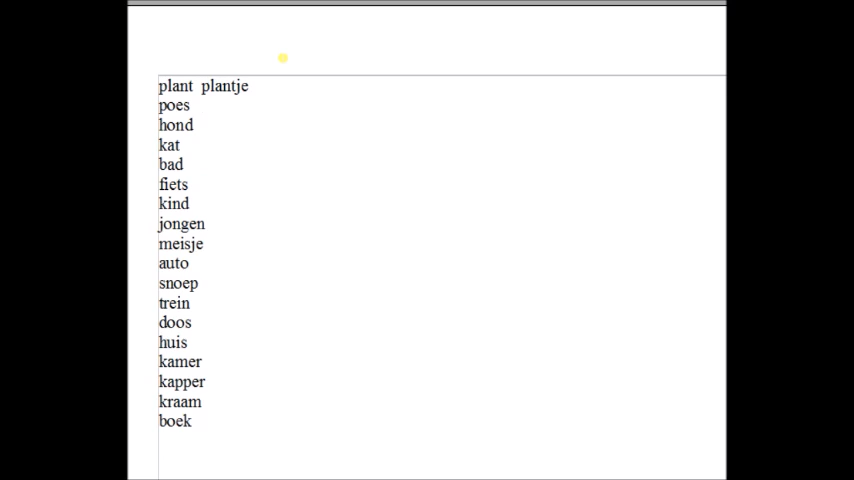 plant plantje
poes
hond
kat
bad
fiets
kind
jongen
meisje
auto
snoep
trein
doos
huis
kamer
kapper
kraam
boek